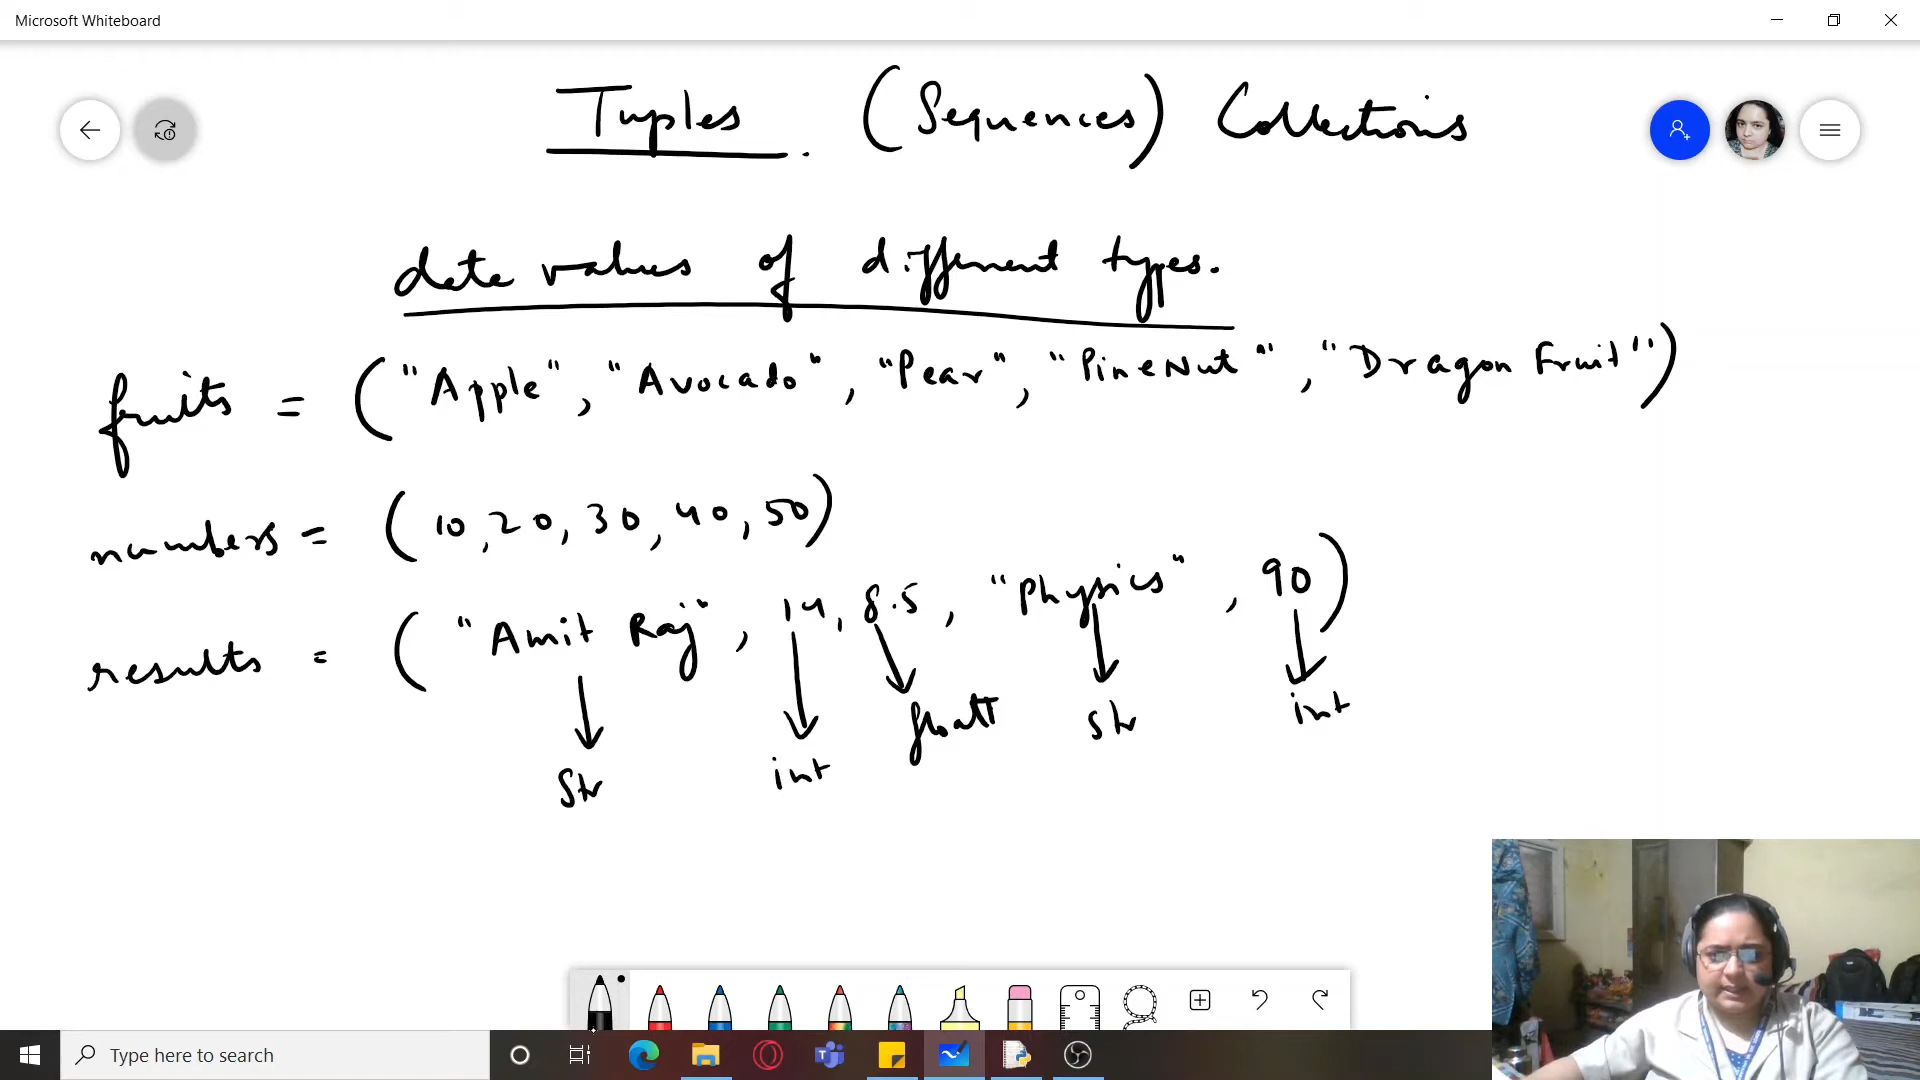 Microsoft Whiteboard
Tuples. (Sequences) Collections
date values of different types.
fruits = ("Apple", "Avocado", "Pear", "PineNut", "Dragon Fruit")
numbers = (10,20,30,40,50)
results = ("Amit Raj", 14, 8.5, "Physics", 90)
str int float str int
Type here to search